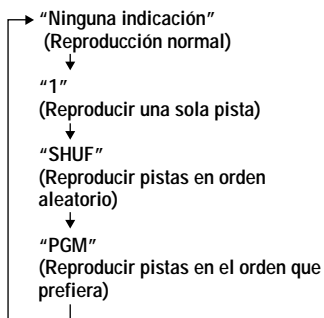 “Ninguna indicación”
(Reproducción normal)
“1”
(Reproducir una sola pista)
“SHUF”
(Reproducir pistas en orden
aleatorio)
“PGM”
(Reproducir pistas en el orden que
prefiera)